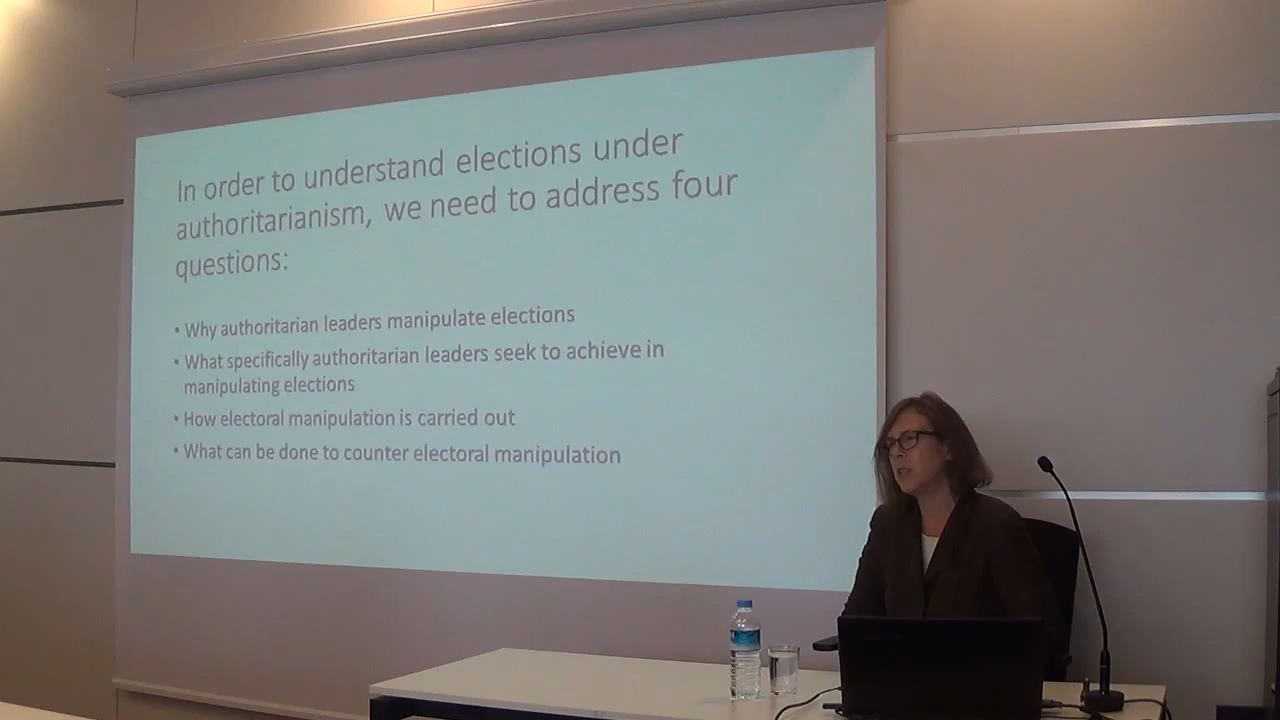 In order to understand elections under
authoritarianism, we need to address four
questions:
• Why authoritarian leaders manipulate elections
• What specifically authoritarian leaders seek to achieve in
manipulating elections
• How electoral manipulation is carried out
• What can be done to counter electoral manipulation